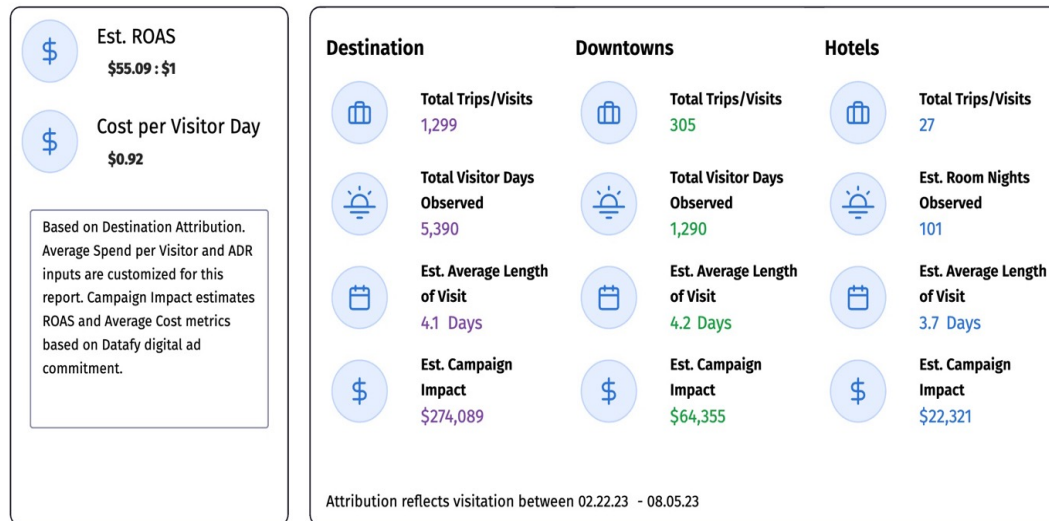 Est. ROAS
$55.09 : $1
Cost per Visitor Day
$0.92
Based on Destination Attribution.
Average Spend per Visitor and ADR
inputs are customized for this
report. Campaign Impact estimates
ROAS and Average Cost metrics
based on Datafy digital ad
commitment.
Destination
Total Trips/Visits
1,299
Total Visitor Days
Observed
5,390
Est. Average Length
of Visit
4.1 Days
Est. Campaign
Impact
$274,089
Downtowns
Total Trips/Visits
305
Total Visitor Days
Observed
1,290
Est. Average Length
of Visit
4.2 Days
Est. Campaign
Impact
$64,355
Hotels
Total Trips/Visits
27
Est. Room Nights
Observed
101
Est. Average Length
of Visit
3.7 Days
Est. Campaign
Impact
$22,321
Attribution reflects visitation between 02.22.23 - 08.05.23